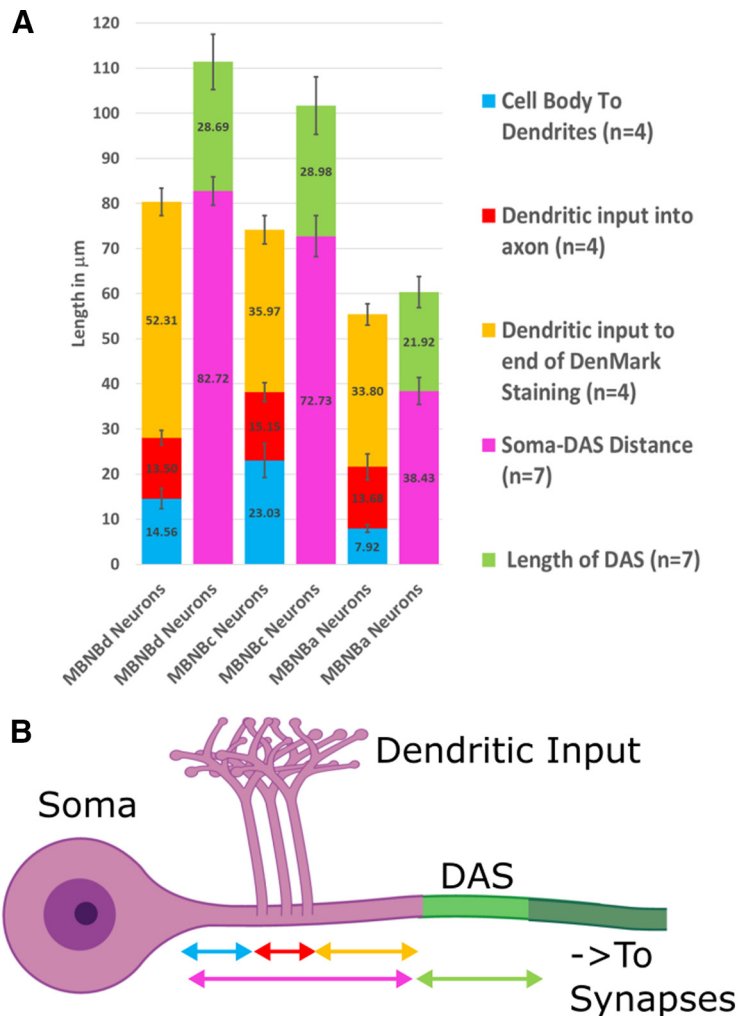 A
120
110
100
90
80
70
60
50
40
30
20
10
0
Length in μm
28.69
28.98
52.31
35.97
82.72
72.73
21.92
33.80
38.43
13.50
15.15
13.68
14.56
23.03
7.92
MBNBd Neurons
MBNBd Neurons
MBNBc Neurons
MBNBc Neurons
MBNBa Neurons
MBNBa Neurons
Cell Body To
Dendrites (n=4)
Dendritic input into
axon (n=4)
Dendritic input to
end of DenMark
Staining (n=4)
Soma-DAS Distance
(n=7)
Length of DAS (n=7)
B
Dendritic Input
Soma
DAS
->To
Synapses